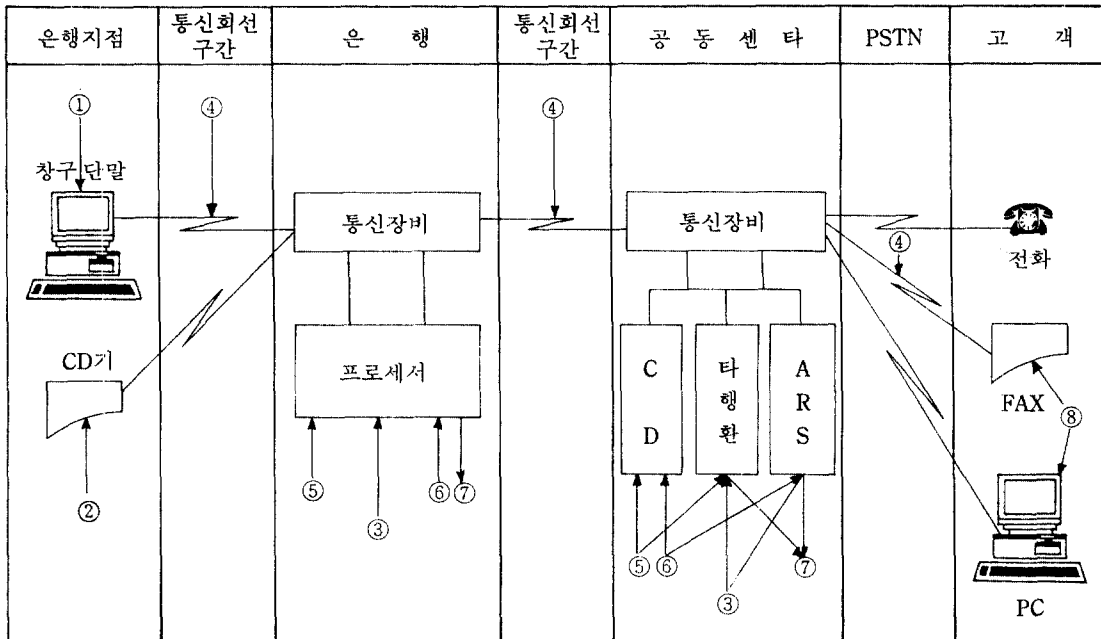 은행지점
통신회선
구간
은 행
통신회선
구간
공 동 센 타
PSTN
고 객
①
④
④
창구 단말
통신장비
통신장비
④
전화
CD기
프로세서
C
D
타
행
환
A
R
S
FAX
⑧
②
⑤
③
⑥
⑦
⑤
⑥
③
⑦
PC